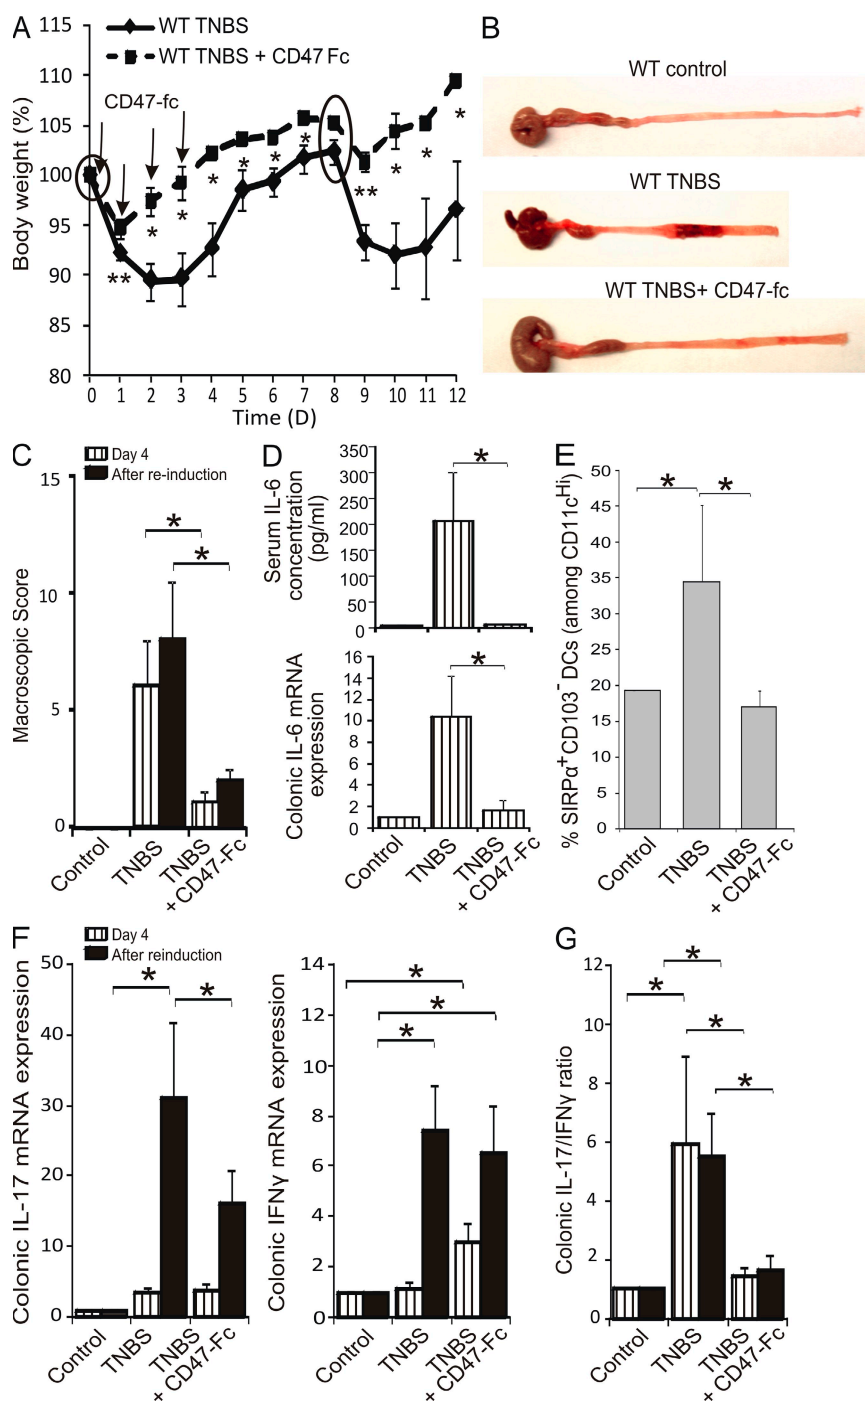 A
WT TNBS
WT TNBS + CD47 Fc
CD47-fc
Body weight (%)
110
105
100
95
90
85
80
* * * * * * * * * *
** **
0 1 2 3 4 5 6 7 8 9 10 11 12
Time (D)
B
WT control
WT TNBS
WT TNBS+ CD47-fc
C
Day 4
After re-induction
Macroscopic Score
15
10
5
0
*
*
Control
TNBS
TNBS
+ CD47-Fc
D
Serum IL-6
concentration
(pg/ml)
350
300
250
200
150
100
50
0
*
Colonic IL-6 mRNA
expression
16
14
12
10
8
6
4
2
0
*
Control
TNBS
TNBS
+ CD47-Fc
E
% SIRPα+CD103- DCs (among CD11cHi)
50
45
40
35
30
25
20
15
10
5
0
* *
Control
TNBS
TNBS
+ CD47-Fc
F
Day 4
After reinduction
Colonic IL-17 mRNA expression
50
40
30
20
10
0
*
*
Control
TNBS
TNBS
+ CD47-Fc
Colonic IFNγ mRNA expression
14
12
10
8
6
4
2
0
*
*
*
Control
TNBS
TNBS
+ CD47-Fc
G
Colonic IL-17/IFNγ ratio
12
10
8
6
4
2
0
*
*
*
*
Control
TNBS
TNBS
+ CD47-Fc